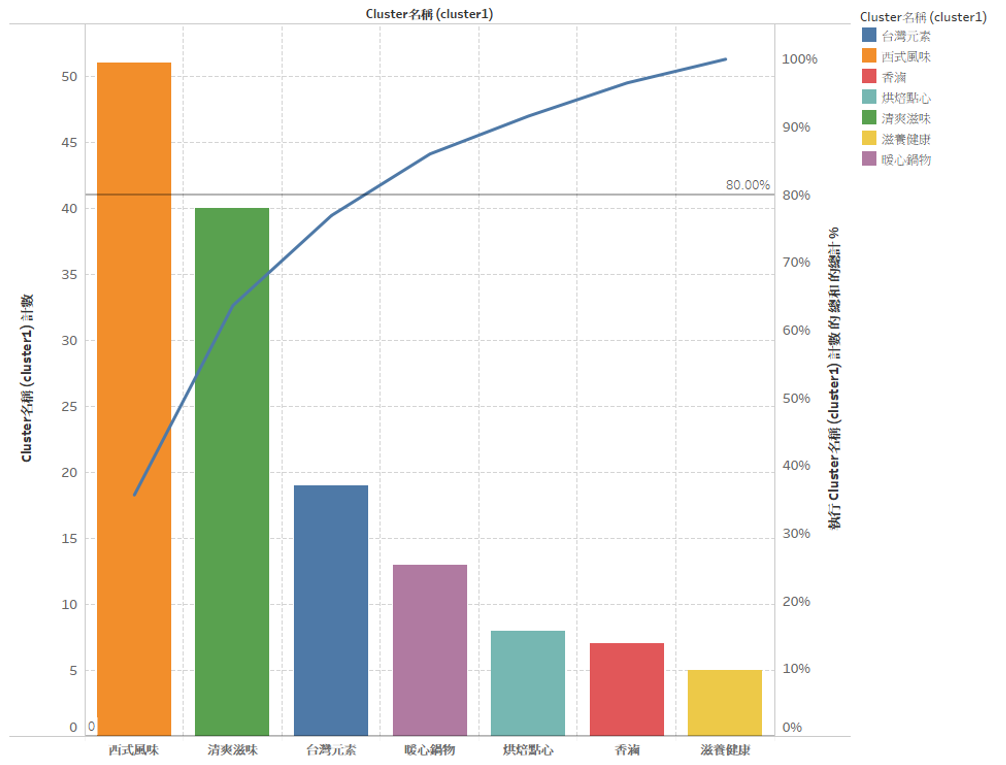 Cluster名稱 (cluster1)
Cluster名稱 (cluster1)
台灣元素
西式風味
香滷
烘焙點心
清爽滋味
滋養健康
暖心鍋物
50
45
40
35
30
25
20
15
10
5
0
0
Cluster名稱 (cluster1) 計數
80.00%
100%
90%
80%
70%
60%
50%
40%
30%
20%
10%
0%
執行 Cluster名稱 (cluster1) 計數 的 總和 的 總計 %
西式風味
清爽滋味
台灣元素
暖心鍋物
烘焙點心
香滷
滋養健康